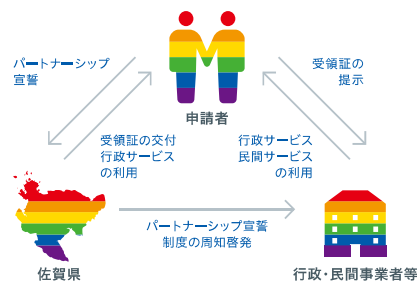 パートナーシップ
宣誓
受領証の
提示
申請者
受領証の交付
行政サービス
の利用
行政サービス
民間サービス
の利用
パートナーシップ宣誓
制度の周知啓発
佐賀県
行政・民間事業者等